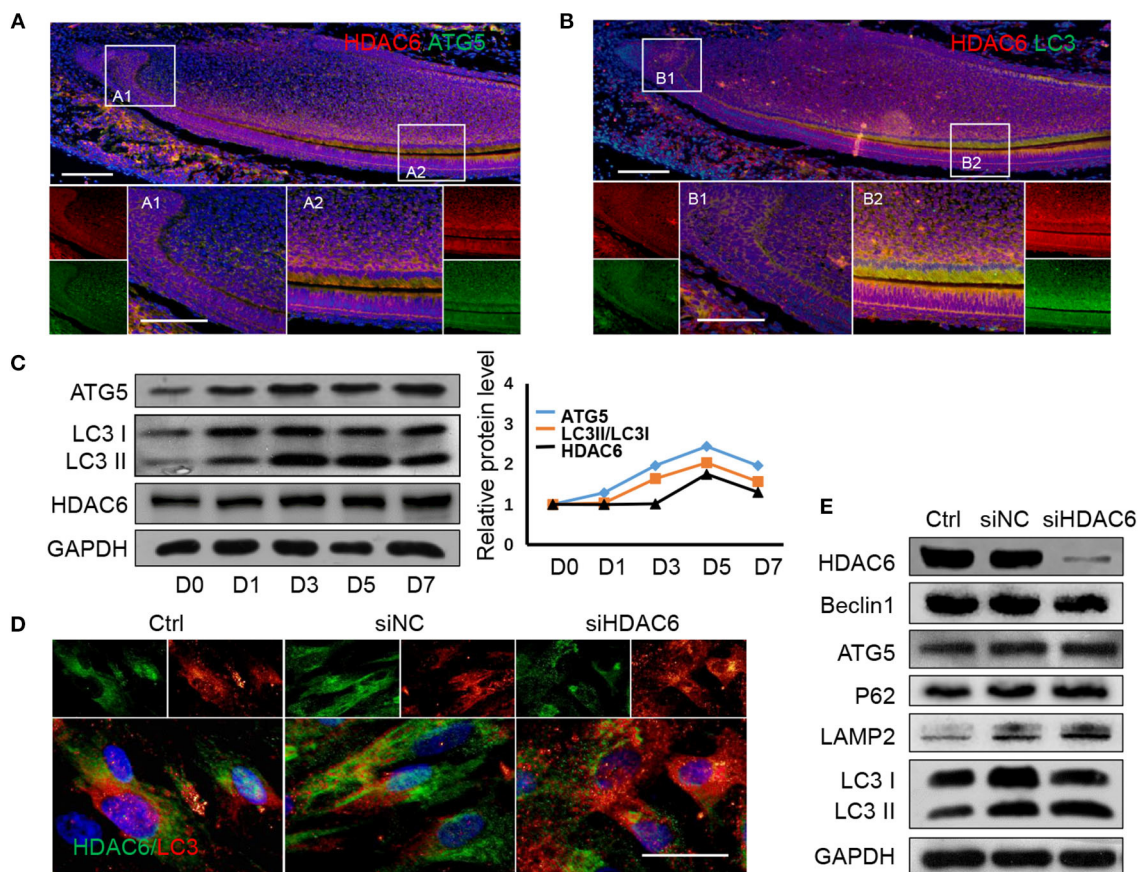 A
HDAC6 ATG5
A1
A2
A1
A2
B
HDAC6 LC3
B1
B2
B1
B2
C
ATG5
LC3 I
LC3 II
HDAC6
GAPDH
D0 D1 D3 D5 D7
Relative protein level
4
3
2
1
0
ATG5
LC3II/LC3I
HDAC6
D0 D1 D3 D5 D7
D
Ctrl siNC siHDAC6
HDAC6/LC3
E
Ctrl siNC siHDAC6
HDAC6
Beclin1
ATG5
P62
LAMP2
LC3 I
LC3 II
GAPDH